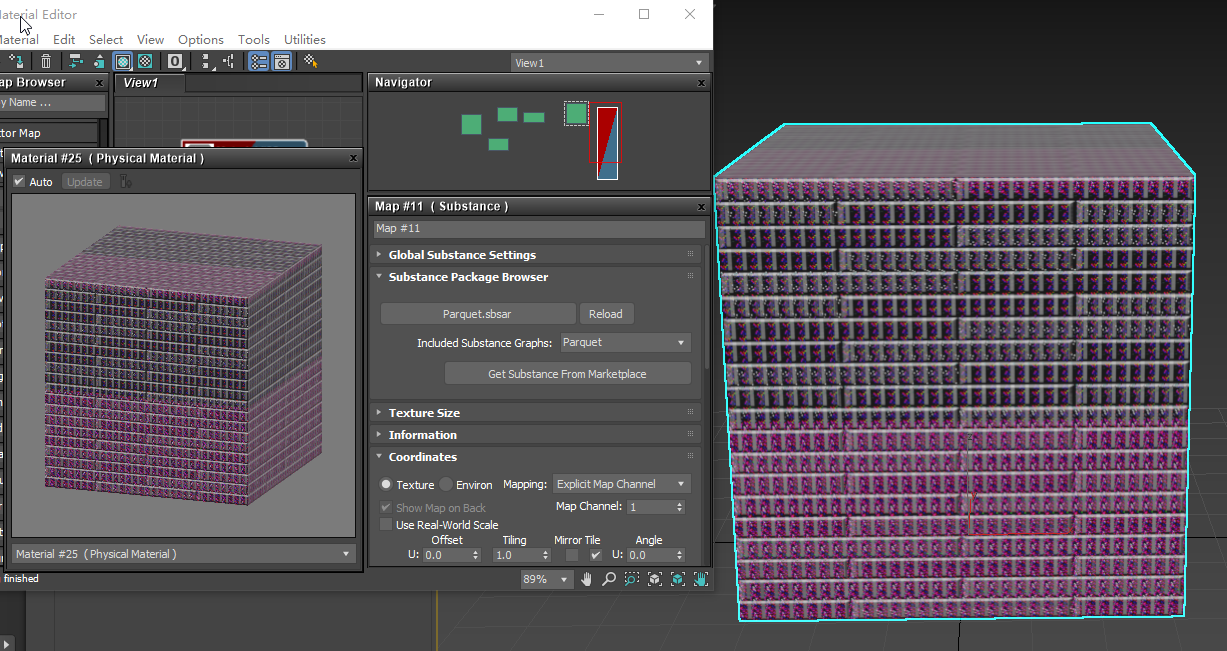 Material Editor
Material Edit Select View Options Tools Utilities
View1
ap Browser x
View1
Navigator x
y Name ...
tor Map
Material #25 ( Physical Material ) x
Auto Update
Map #11 ( Substance ) x
Map #11
Global Substance Settings
Substance Package Browser
Parquet.sbsar Reload
Included Substance Graphs: Parquet
Get Substance From Marketplace
Texture Size
Information
Coordinates
Texture Environ Mapping: Explicit Map Channel
Show Map on Back Map Channel: 1
Use Real-World Scale
Offset Tiling Mirror Tile Angle
U: 0.0 1.0 U: 0.0
Material #25 ( Physical Material )
finished
89%